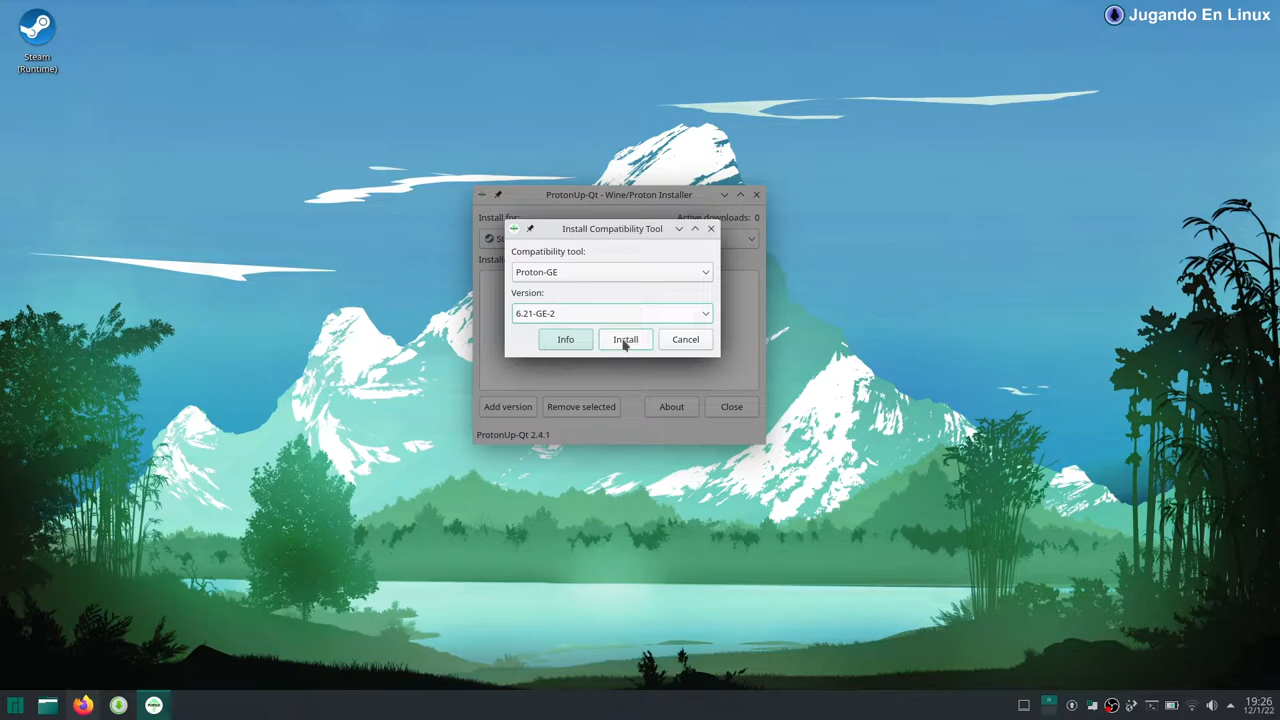 Jugando En Linux
Steam
(Runtime)
ProtonUp-Qt - Wine/Proton Installer
Install for:
Active downloads: 0
Install Compatibility Tool
Compatibility tool:
Proton-GE
Version:
6.21-GE-2
Info
Install
Cancel
Add version
Remove selected
About
Close
ProtonUp-Qt 2.4.1
19:26
12/1/22